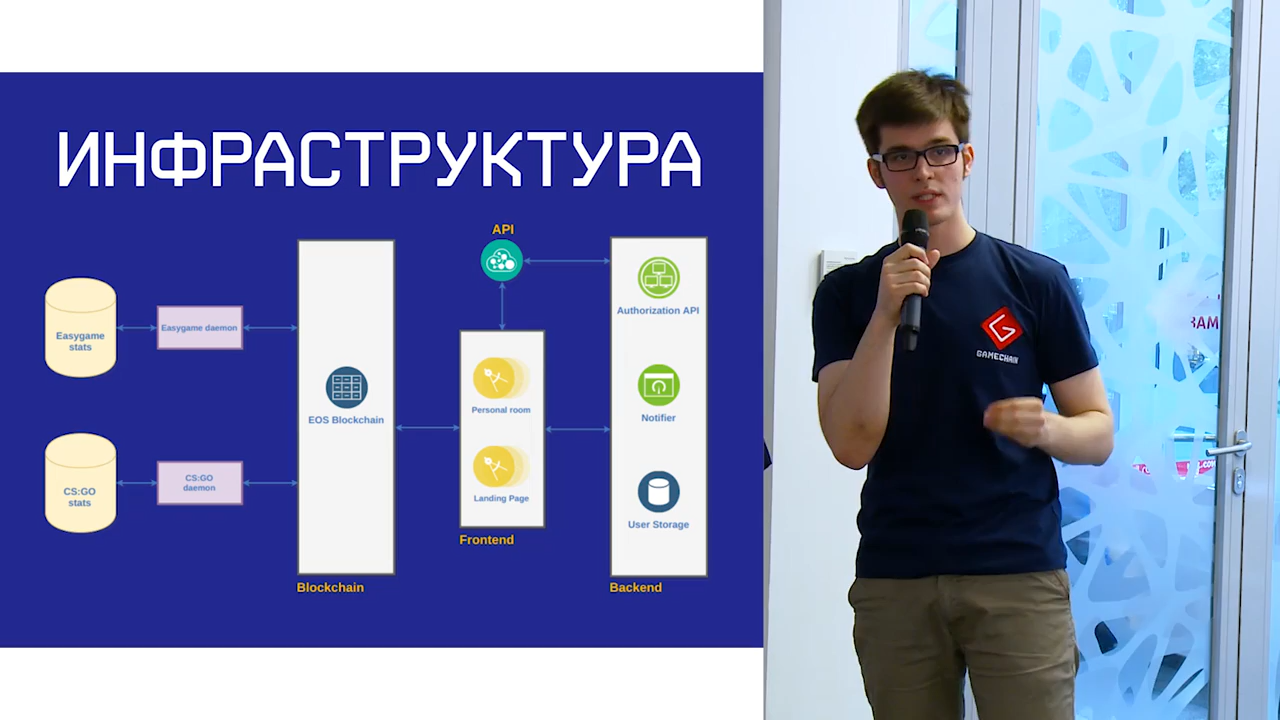 ИНФРАСТРУКТУРА
API
Easygame
stats
Easygame daemon
EOS Blockchain
Personal room
Landing Page
Authorization API
Notifier
User Storage
CS:GO
stats
CS:GO
daemon
Frontend
Blockchain
Backend
GAMECHAIN